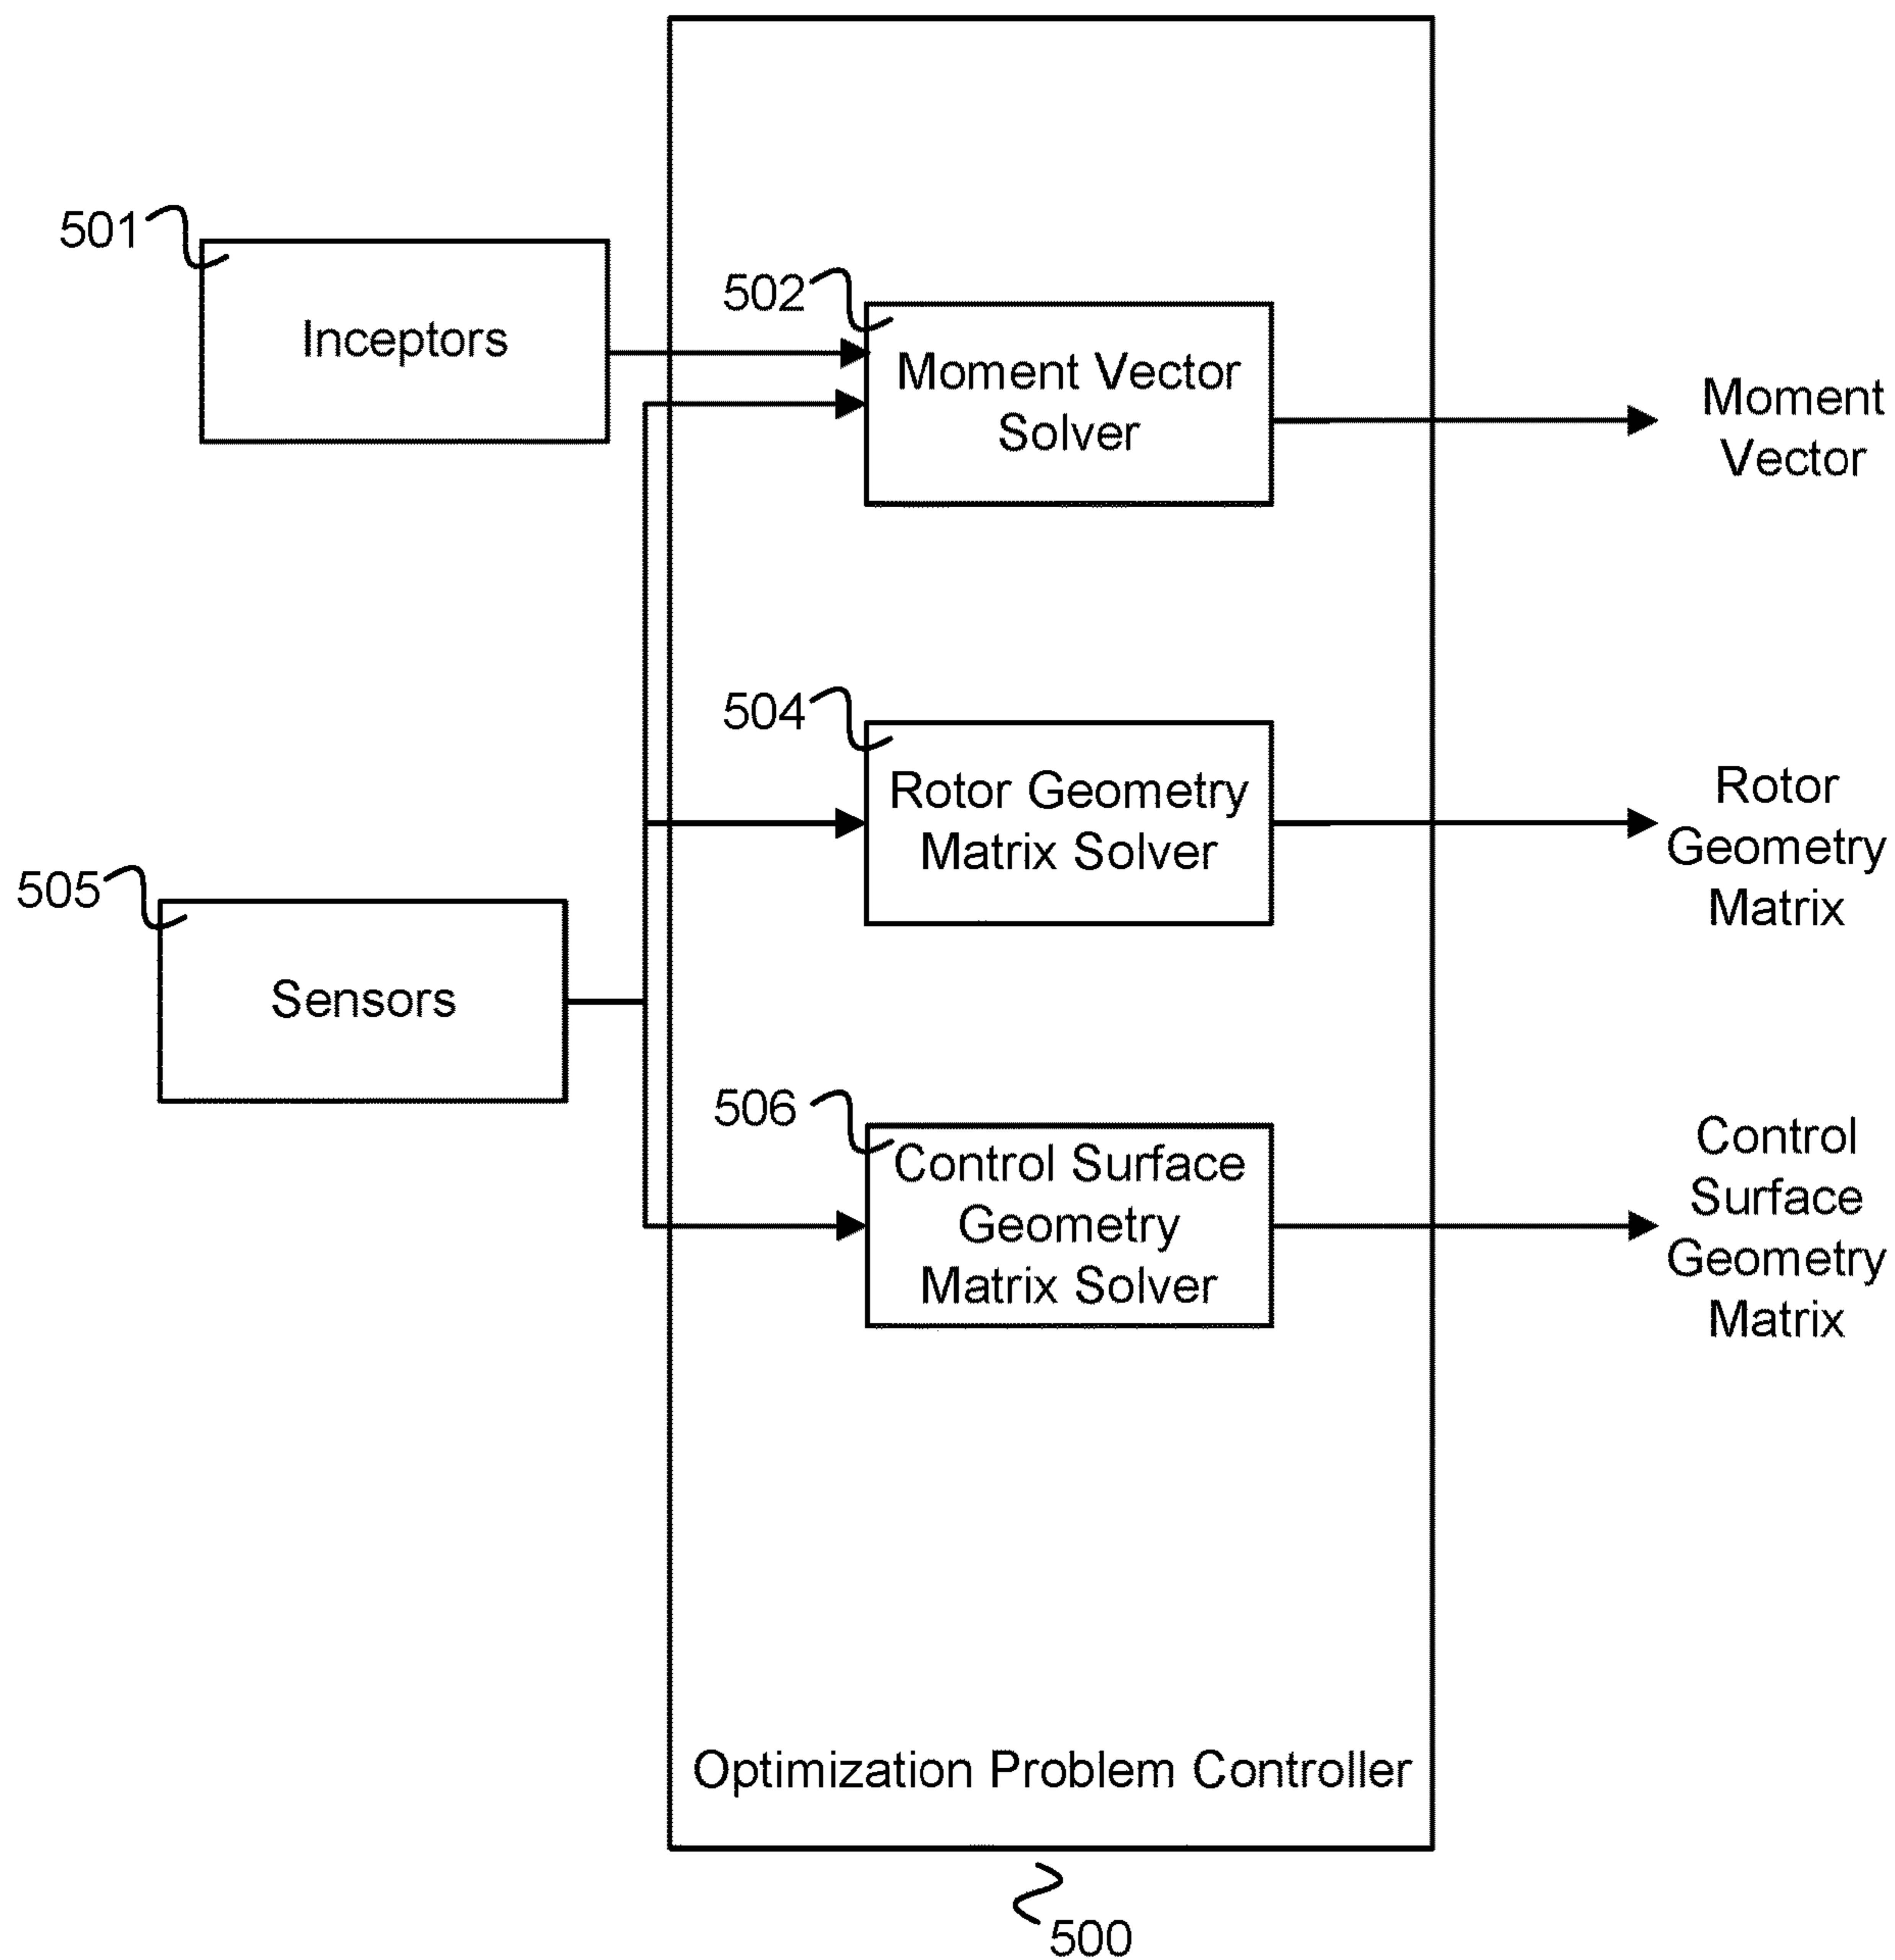 501
Inceptors
502
Moment Vector
Solver
Moment
Vector
504
Rotor Geometry
Matrix Solver
Rotor
Geometry
Matrix
505
Sensors
506
Control Surface
Geometry
Matrix Solver
Control
Surface
Geometry
Matrix
Optimization Problem Controller
500